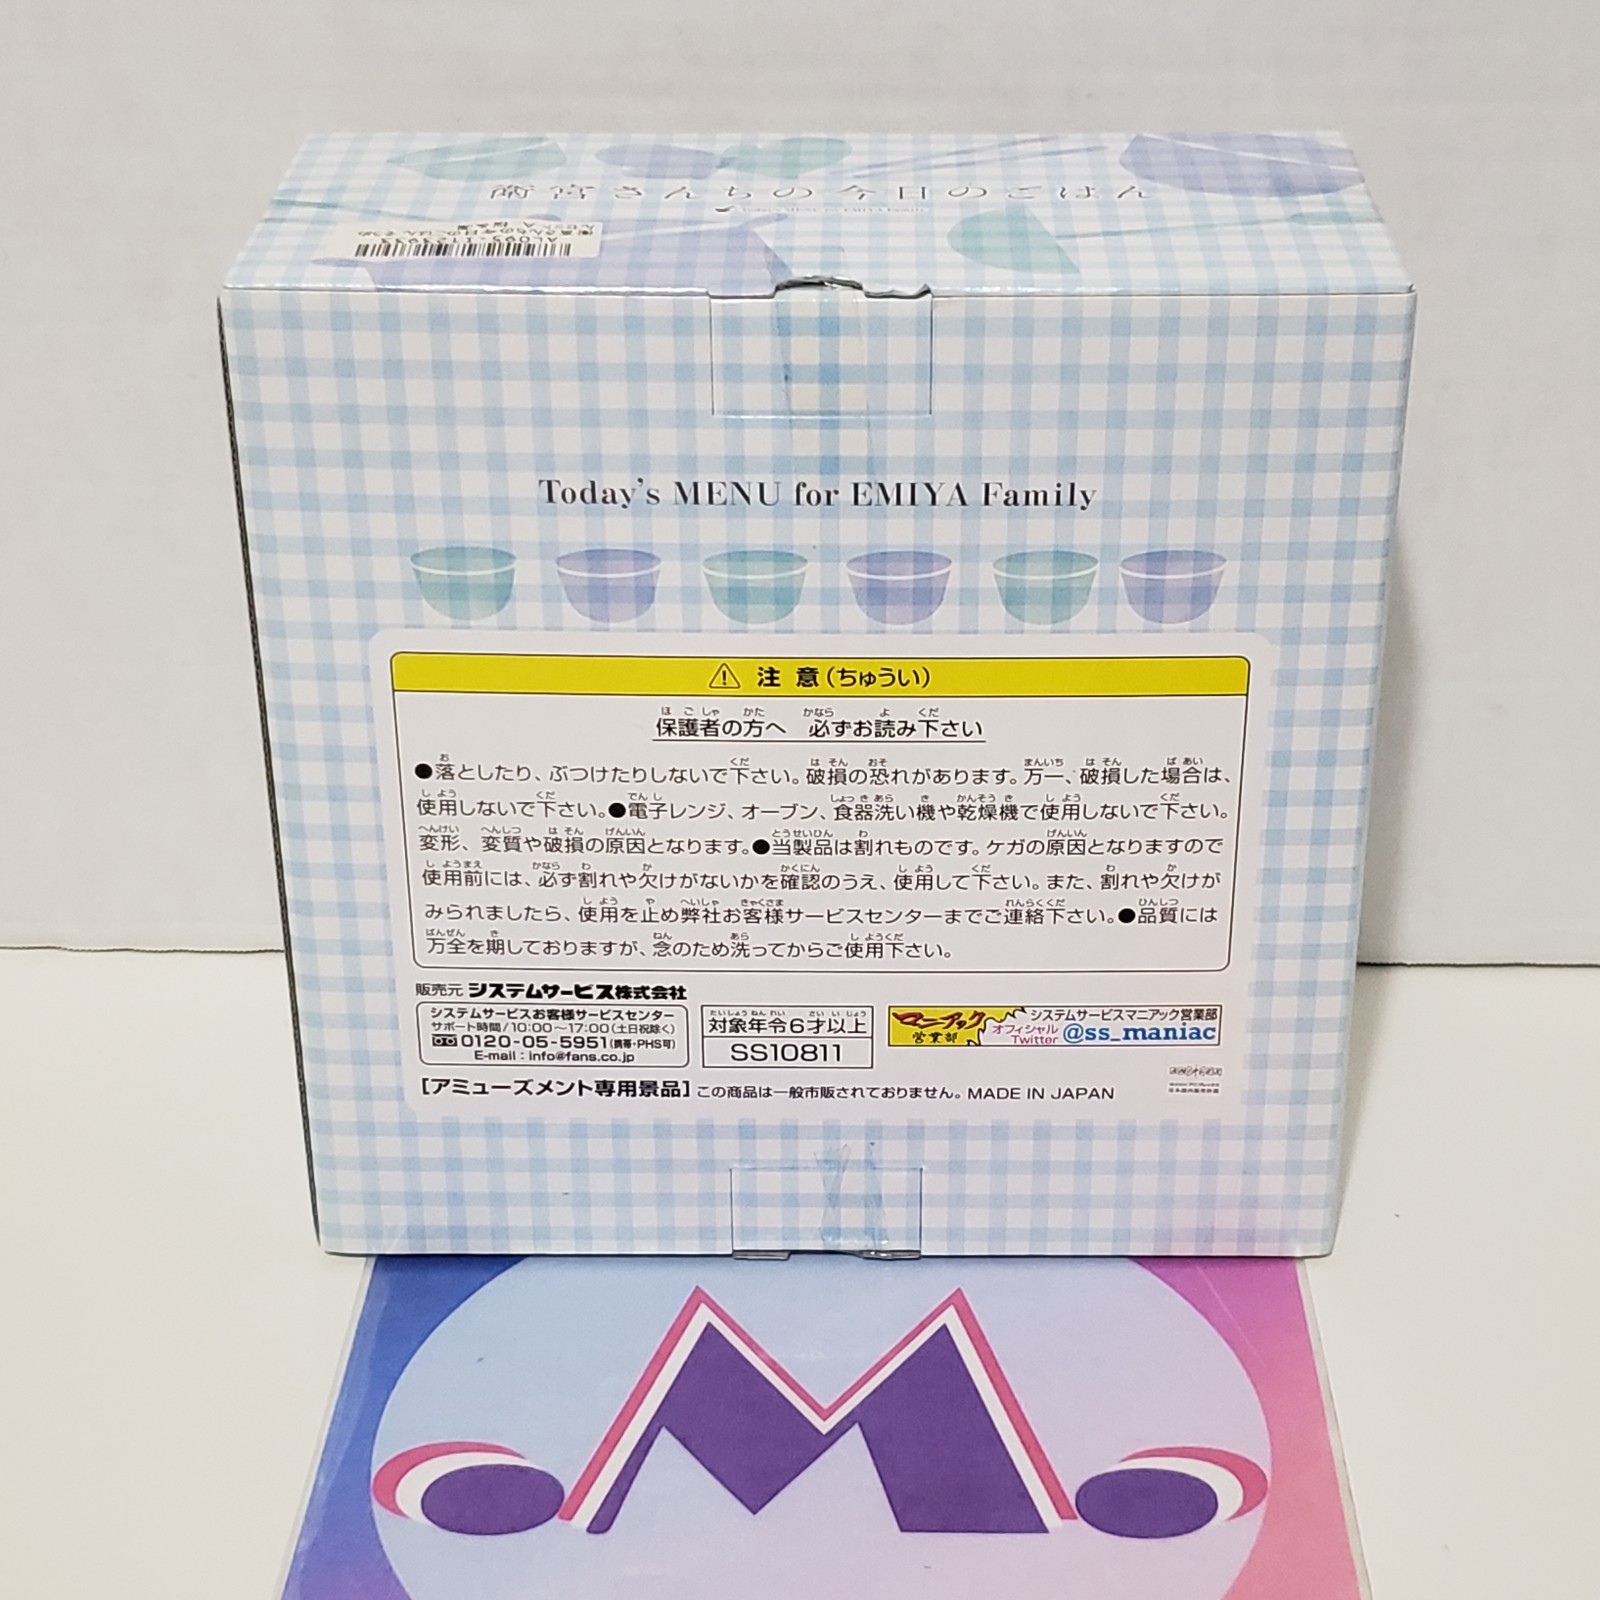 衛宮さんちの今日のごはん
Today's MENU for EMIYA Family
注 意(ちゅうい)
保護者の方へ 必ずお読み下さい
●落としたり、ぶつけたりしないで下さい。破損の恐れがあります。万一、破損した場合は、
使用しないで下さい。●電子レンジ、オーブン、食器洗い機や乾燥機で使用しないで下さい。
変形、変質や破損の原因となります。●当製品は割れものです。ケガの原因となりますので
使用前には、必ず割れや欠けがないかを確認のうえ、使用して下さい。また、割れや欠けが
みられましたら、使用を止め弊社お客様サービスセンターまでご連絡下さい。●品質には
万全を期しておりますが、念のため洗ってからご使用下さい。
販売元 システムサービス株式会社
システムサービスお客様サービスセンター
サポート時間/10:00~17:00(土日祝除く)
0120-05-5951(携帯・PHS可)
E-mail : info@fans.co.jp
対象年令6才以上
SS10811
マニアック
営業部
システムサービスマニアック営業部
オフィシャル
Twitter @ss_maniac
[アミューズメント専用景品] この商品は一般市販されておりません。MADE IN JAPAN